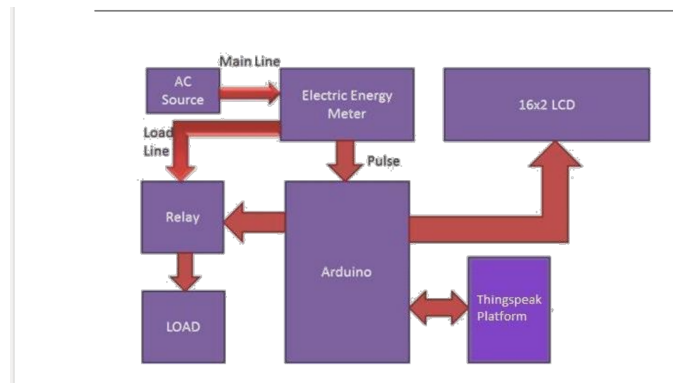 Main Line
AC
Source
Electric Energy
Meter
16x2 LCD
Load
Line
Pulse
Relay
Arduino
Thingspeak
Platform
LOAD